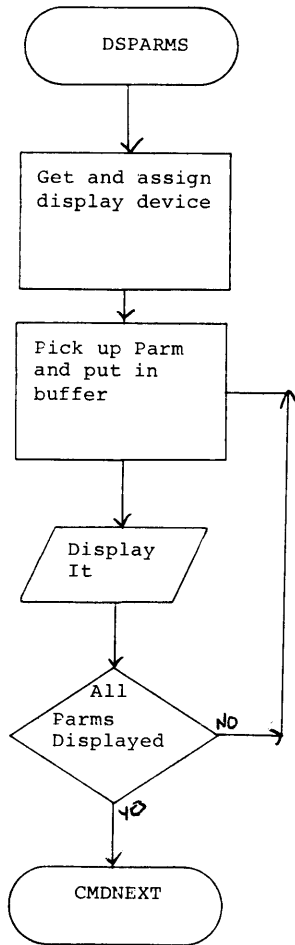 DSPARMS
Get and assign
display device
Pick up Parm
and put in
buffer
Display
It
All
Parms
Displayed
NO
CMDNEXT